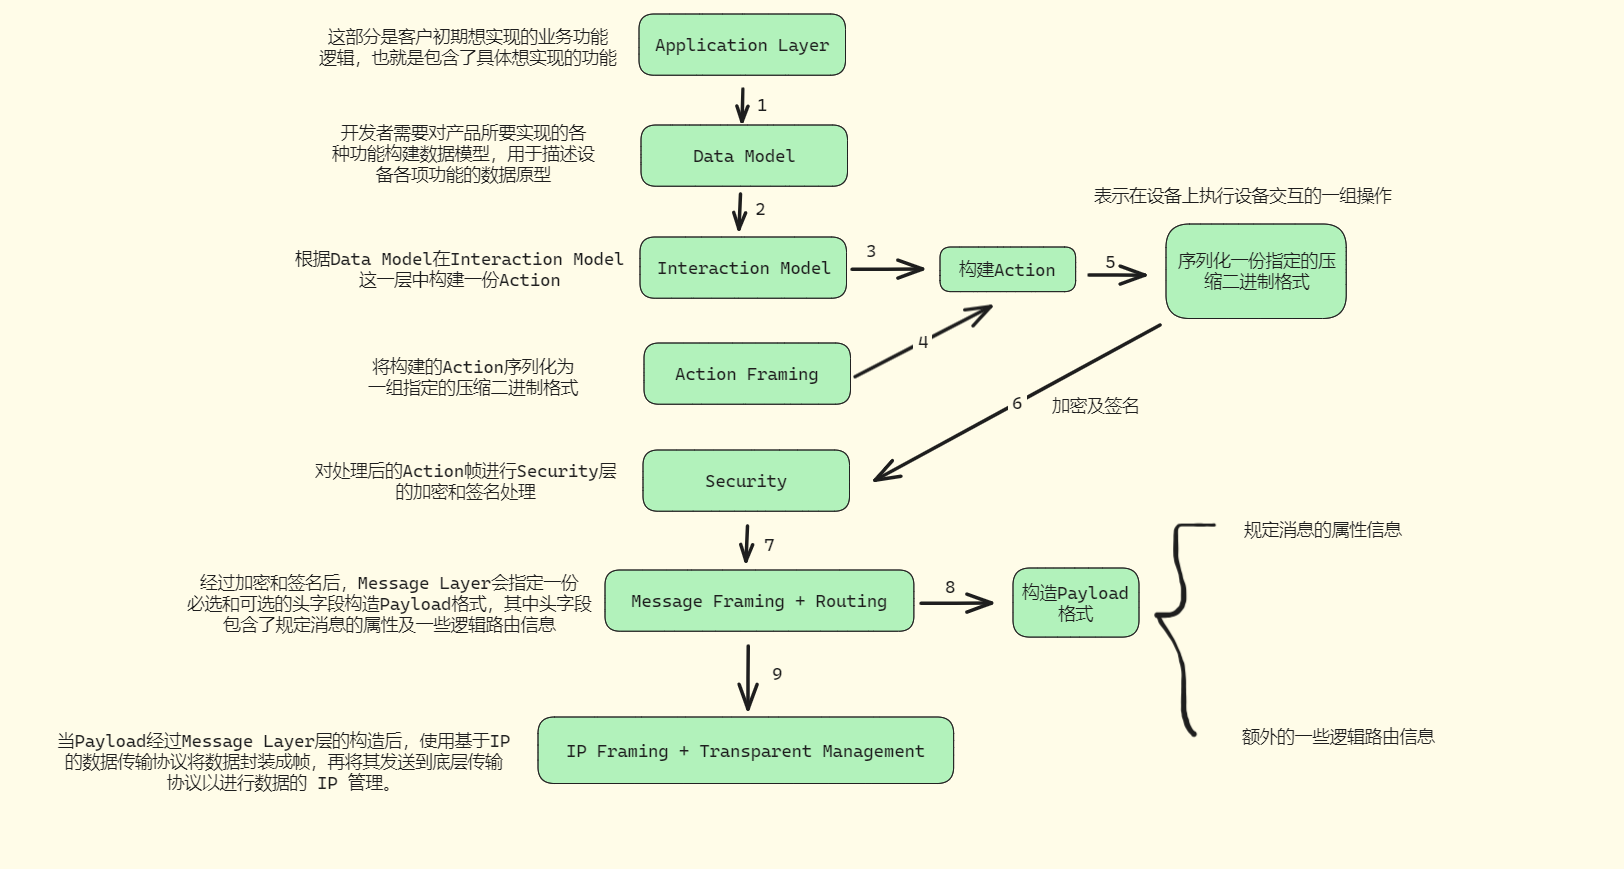 这部分是客户初期想实现的业务功能
逻辑，也就是包含了具体想实现的功能
Application Layer
1
开发者需要对产品所要实现的各
种功能构建数据模型，用于描述设
备各项功能的数据原型
Data Model
2
根据Data Model在Interaction Model
这一层中构建一份Action
Interaction Model
3
构建Action
5
表示在设备上执行设备交互的一组操作
序列化一份指定的压
缩二进制格式
将构建的Action序列化为
一组指定的压缩二进制格式
Action Framing
4
6
加密及签名
对处理后的Action帧进行Security层
的加密和签名处理
Security
7
经过加密和签名后，Message Layer会指定一份
必选和可选的头字段构造Payload格式，其中头字段
包含了规定消息的属性及一些逻辑路由信息
Message Framing + Routing
8
构造Payload
格式
规定消息的属性信息
额外的一些逻辑路由信息
9
当Payload经过Message Layer层的构造后，使用基于IP
的数据传输协议将数据封装成帧，再将其发送到底层传输
协议以进行数据的 IP 管理。
IP Framing + Transparent Management